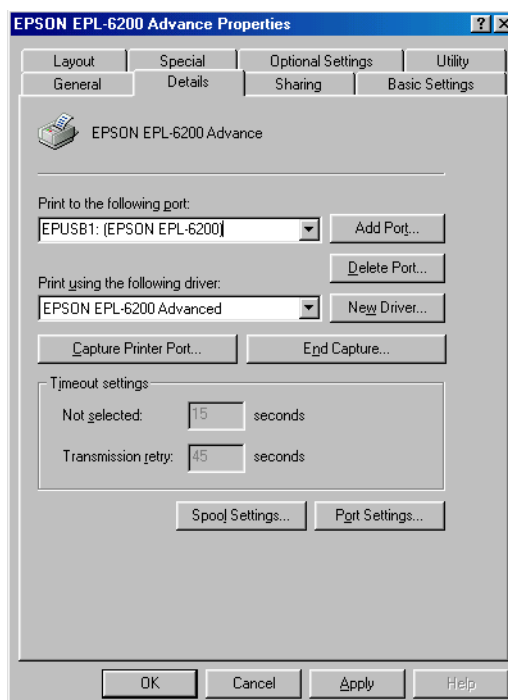 EPSON EPL-6200 Advance Properties
Layout Special Optional Settings Utility
General Details Sharing Basic Settings
EPSON EPL-6200 Advance
Print to the following port:
EPUSB1: (EPSON EPL-6200) Add Port...
Delete Port...
Print using the following driver:
EPSON EPL-6200 Advanced New Driver...
Capture Printer Port... End Capture...
Timeout settings
Not selected: 15 seconds
Transmission retry: 45 seconds
Spool Settings... Port Settings...
OK Cancel Apply Help